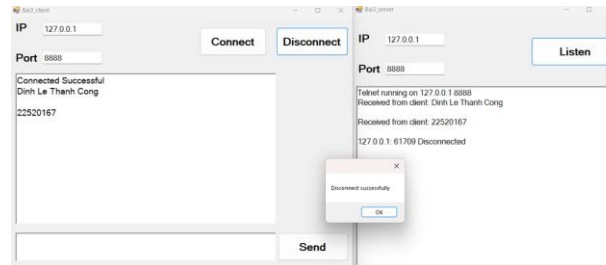 Bai3_client
IP 127.0.0.1
Port 8888
Connect
Disconnect
Connected Successful
Dinh Le Thanh Cong
22520167
Send
Bai3_server
IP 127.0.0.1
Port 8888
Listen
Telnet running on 127.0.0.1 8888
Received from client: Dinh Le Thanh Cong
Received from client: 22520167
127.0.0.1: 61709 Disconnected
Disconnect successfully
OK